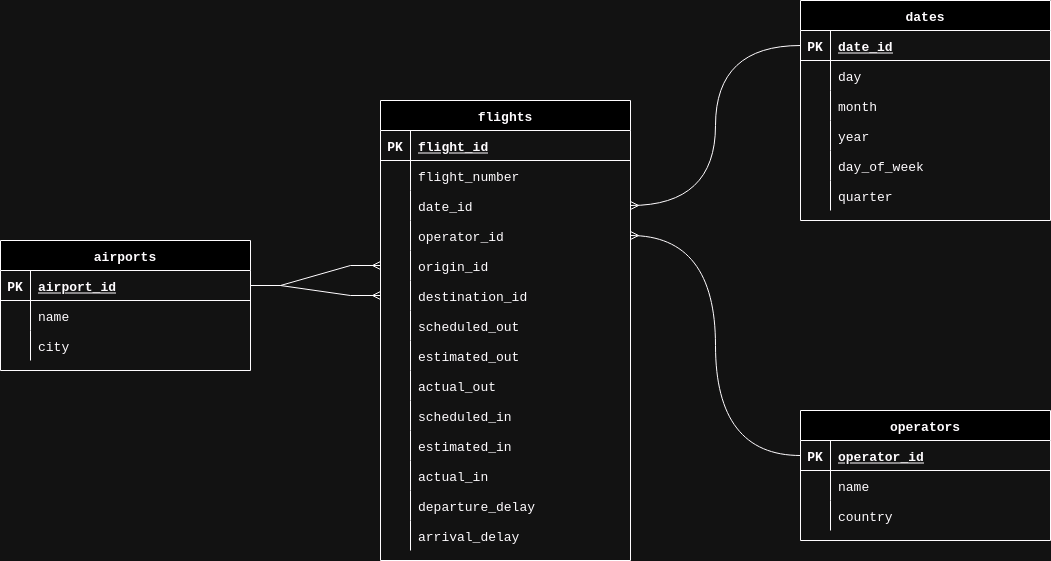 dates
PK date_id
day
month
year
day_of_week
quarter
flights
PK flight_id
flight_number
date_id
operator_id
origin_id
destination_id
scheduled_out
estimated_out
actual_out
scheduled_in
estimated_in
actual_in
departure_delay
arrival_delay
airports
PK airport_id
name
city
operators
PK operator_id
name
country